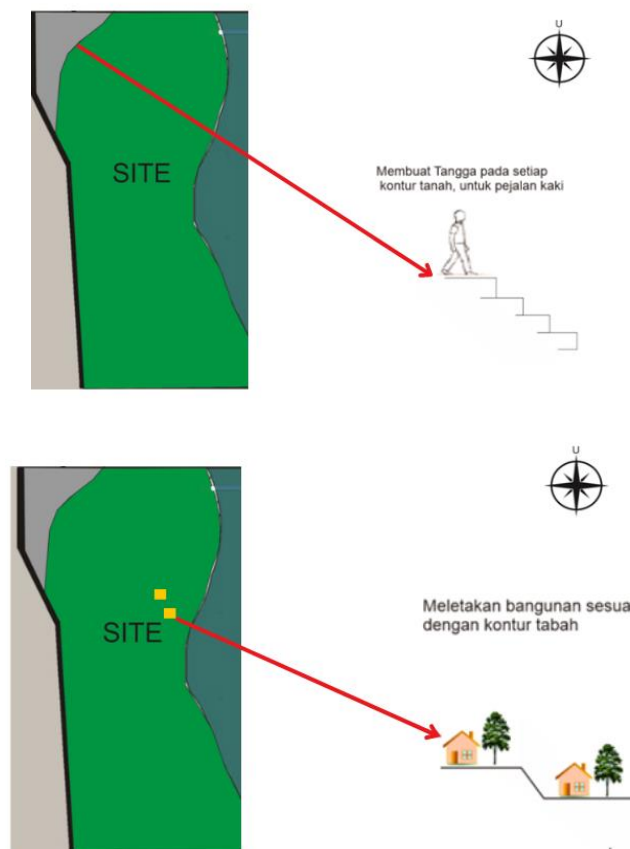 U
SITE
Membuat Tangga pada setiap
kontur tanah, untuk pejalan kaki
U
SITE
Meletakan bangunan sesua
dengan kontur tabah